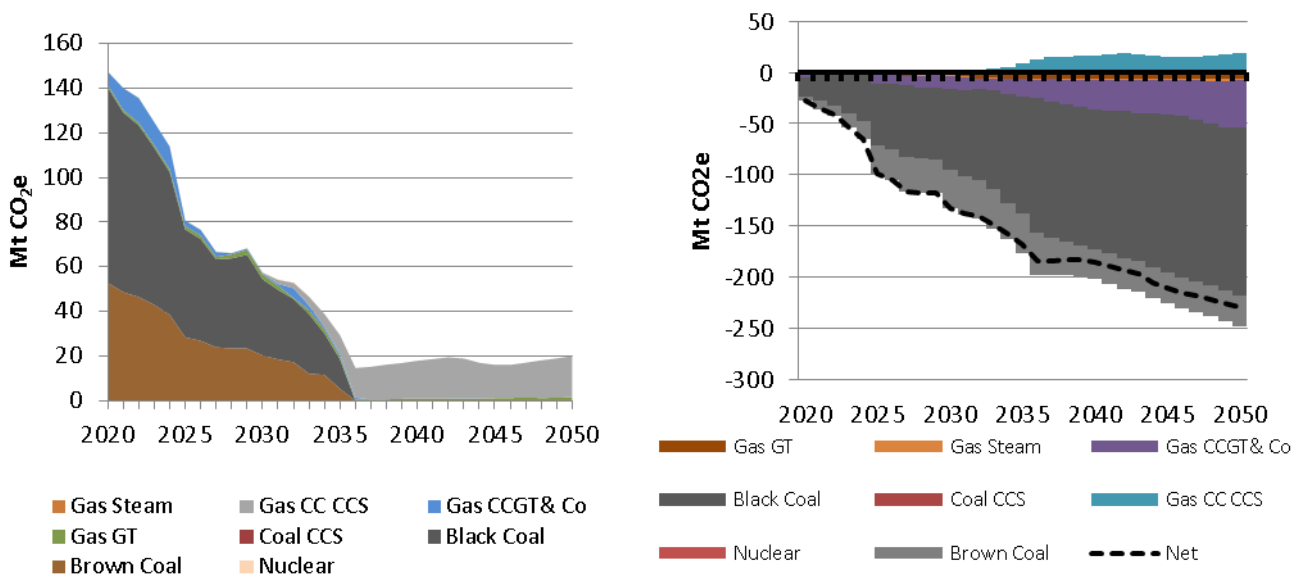 Mt CO₂e
160
140
120
100
80
60
40
20
0
2020 2025 2030 2035 2040 2045 2050
Gas Steam Gas CC CCS Gas CCGT& Co
Gas GT Coal CCS Black Coal
Brown Coal Nuclear
Mt CO2e
50
0
-50
-100
-150
-200
-250
-300
2020 2025 2030 2035 2040 2045 2050
Gas GT Gas Steam Gas CCGT& Co
Black Coal Coal CCS Gas CC CCS
Nuclear Brown Coal Net